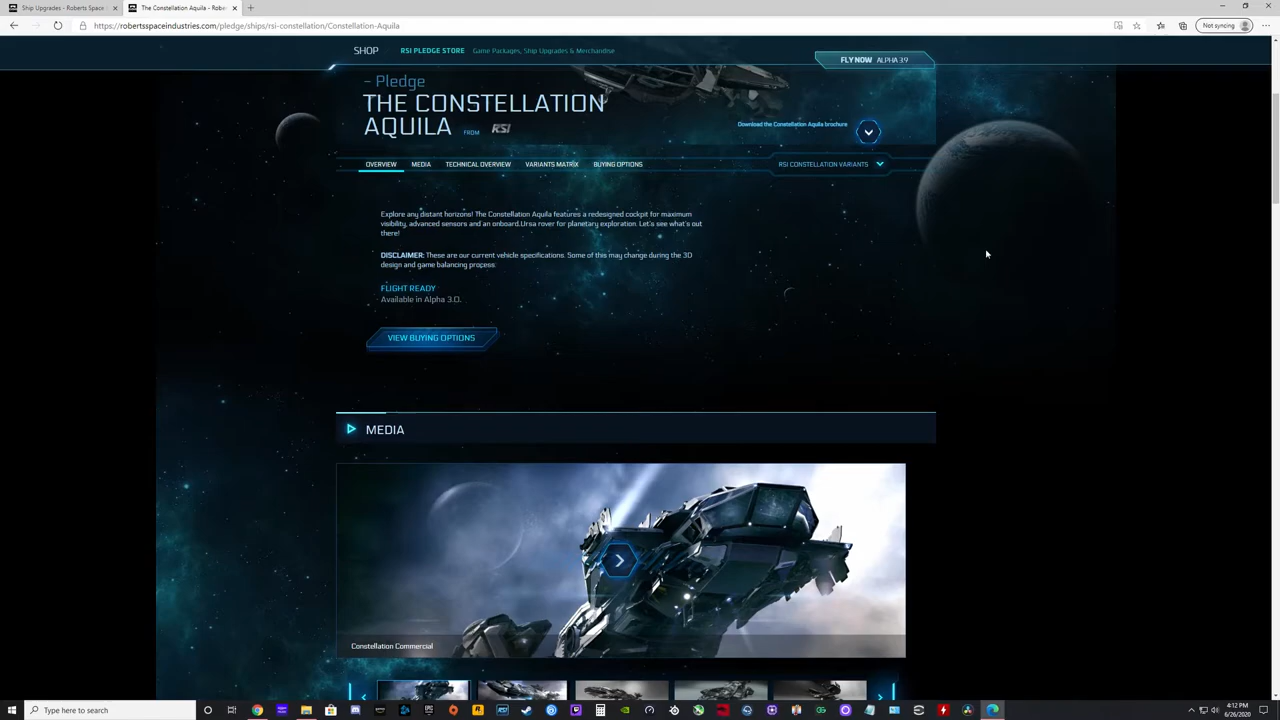 Ship Upgrades - Roberts Space I
The Constellation Aquila - Rober
https://robertsspaceindustries.com/pledge/ships/rsi-constellation/Constellation-Aquila
Not syncing
SHOP
RSI PLEDGE STORE
Game Packages, Ship Upgrades & Merchandise
FLY NOW ALPHA 3.9
~ Pledge
THE CONSTELLATION
AQUILA FROM RSI
Download the Constellation Aquila brochure
OVERVIEW
MEDIA
TECHNICAL OVERVIEW
VARIANTS MATRIX
BUYING OPTIONS
RSI CONSTELLATION VARIANTS
Explore any distant horizons! The Constellation Aquila features a redesigned cockpit for maximum
visibility, advanced sensors and an onboard Ursa rover for planetary exploration. Let's see what's out
there!
DISCLAIMER: These are our current vehicle specifications. Some of this may change during the 3D
design and game balancing process.
FLIGHT READY
Available in Alpha 3.0.
VIEW BUYING OPTIONS
MEDIA
Constellation Commercial
Type here to search
4:12 PM
6/26/2020